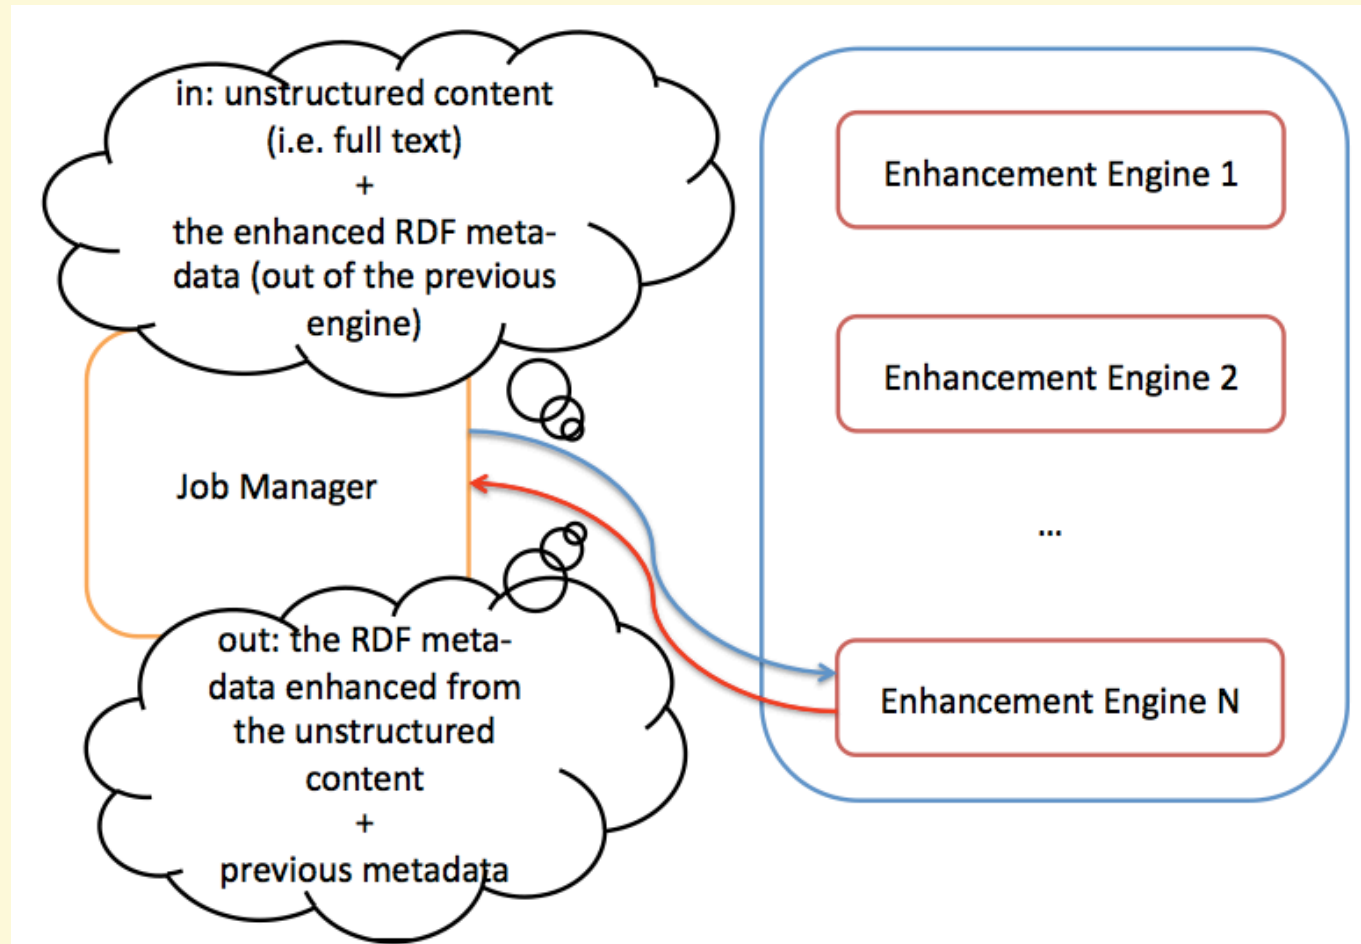 in: unstructured content
(i.e. full text)
+
the enhanced RDF meta-
data (out of the previous
engine)
Job Manager
out: the RDF meta-
data enhanced from
the unstructured
content
+
previous metadata
Enhancement Engine 1
Enhancement Engine 2
...
Enhancement Engine N